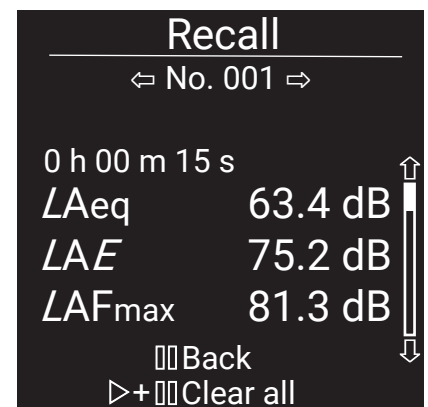 Recall
⇦ No. 001 ⇨
0 h 00 m 15 s
LAeq 63.4 dB
LAE 75.2 dB
LAFmax 81.3 dB
▯▯Back
▷+▯▯Clear all